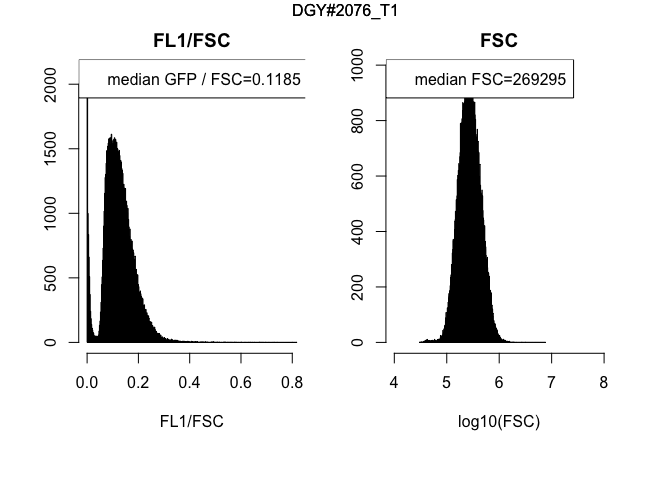 DGY#2076_T1
FL1/FSC
median GFP / FSC=0.1185
2000
1500
1000
500
0
0.0 0.2 0.4 0.6 0.8
FL1/FSC
FSC
median FSC=269295
1000
800
600
400
200
0
4 5 6 7 8
log10(FSC)